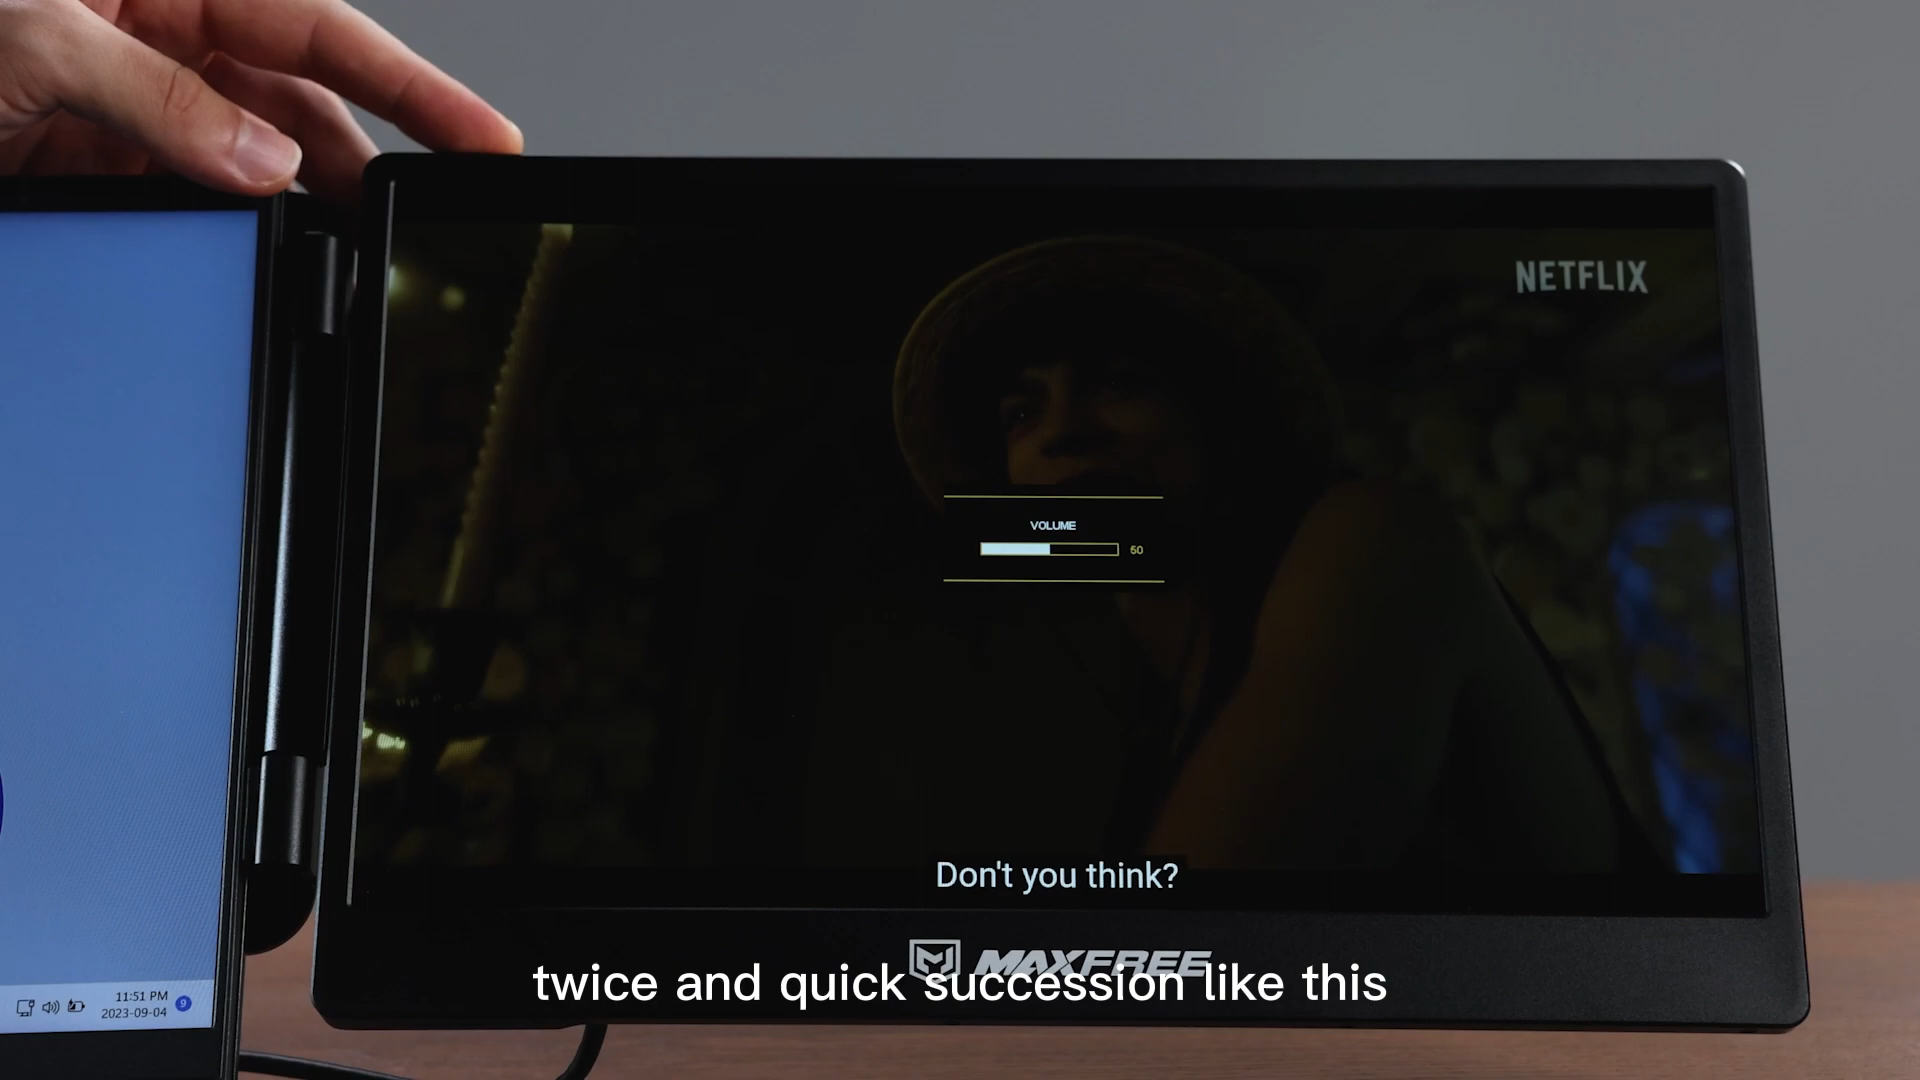 NETFLIX
VOLUME
50
Don't you think?
MAXFREE
twice and quick succession like this
11:51 PM
2023-09-04
9